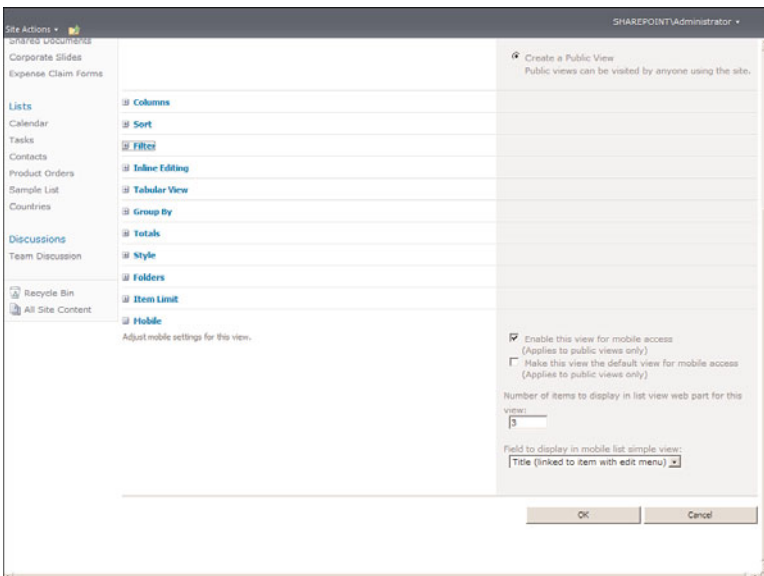 SHAREPOINT\Administrator
Site Actions
Shared Documents
Corporate Slides
Expense Claim Forms
Lists
Calendar
Tasks
Contacts
Product Orders
Sample List
Countries
Discussions
Team Discussion
Recycle Bin
All Site Content
Create a Public View
Public views can be visited by anyone using the site.
Columns
Sort
Filter
Inline Editing
Tabular View
Group By
Totals
Style
Folders
Item Limit
Mobile
Adjust mobile settings for this view.
Enable this view for mobile access
(Applies to public views only)
Make this view the default view for mobile access
(Applies to public views only)
Number of items to display in list view web part for this
view:
3
Field to display in mobile list simple view:
Title (linked to item with edit menu)
OK
Cancel